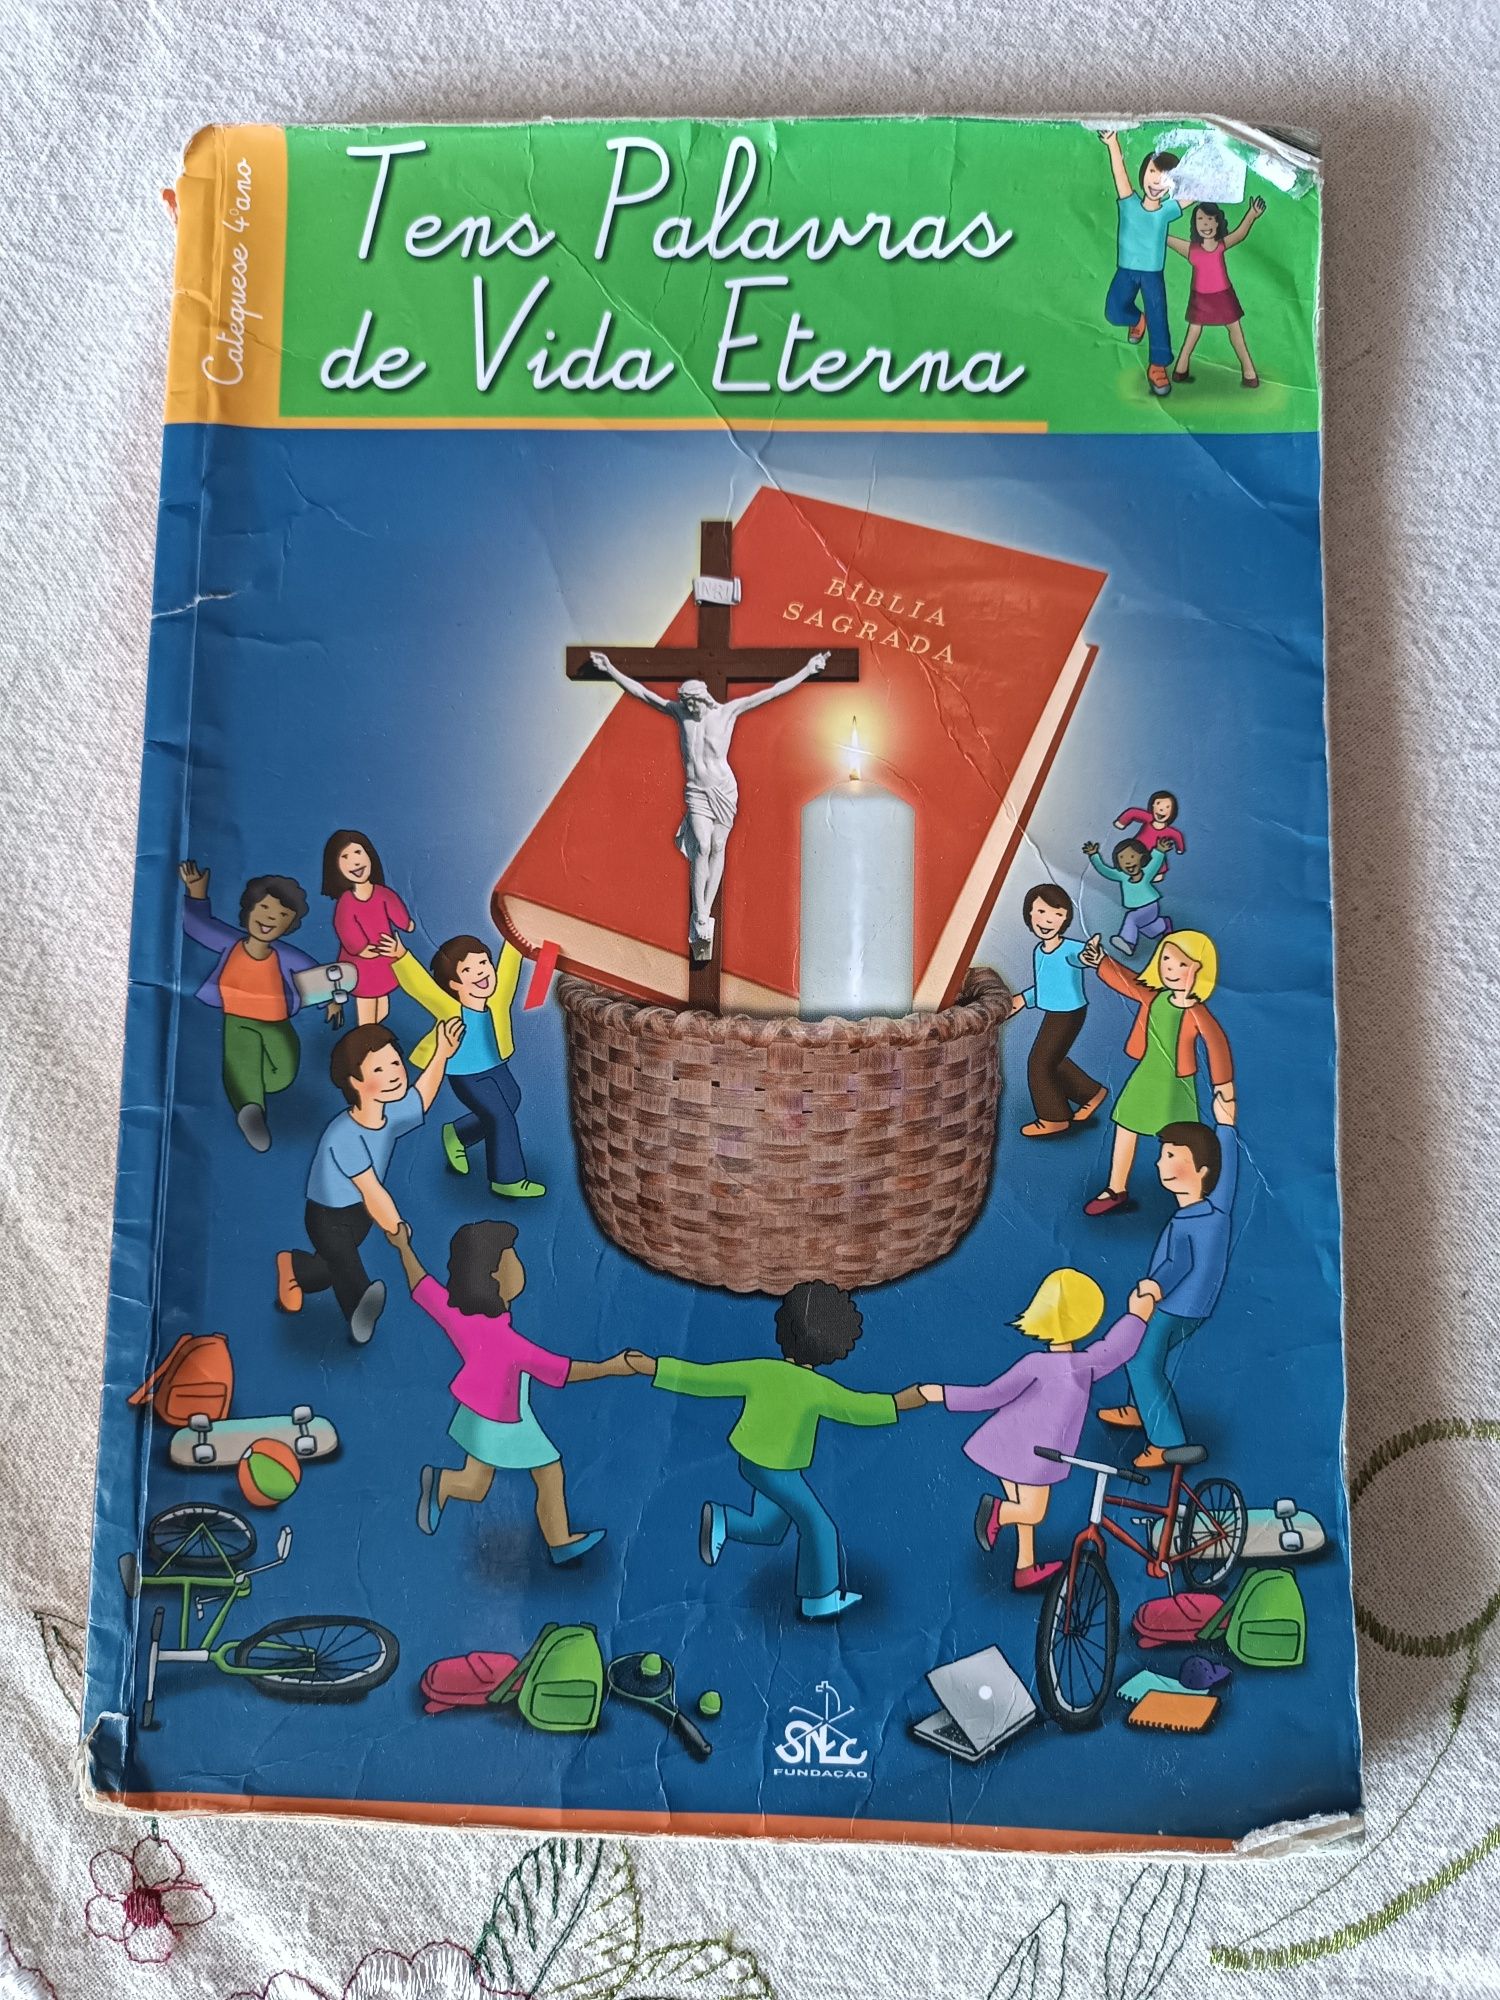 Catequese 4ºano
Tens Palavras
de Vida Eterna
BÍBLIA
SAGRADA
INRI
SNEC
FUNDAÇÃO